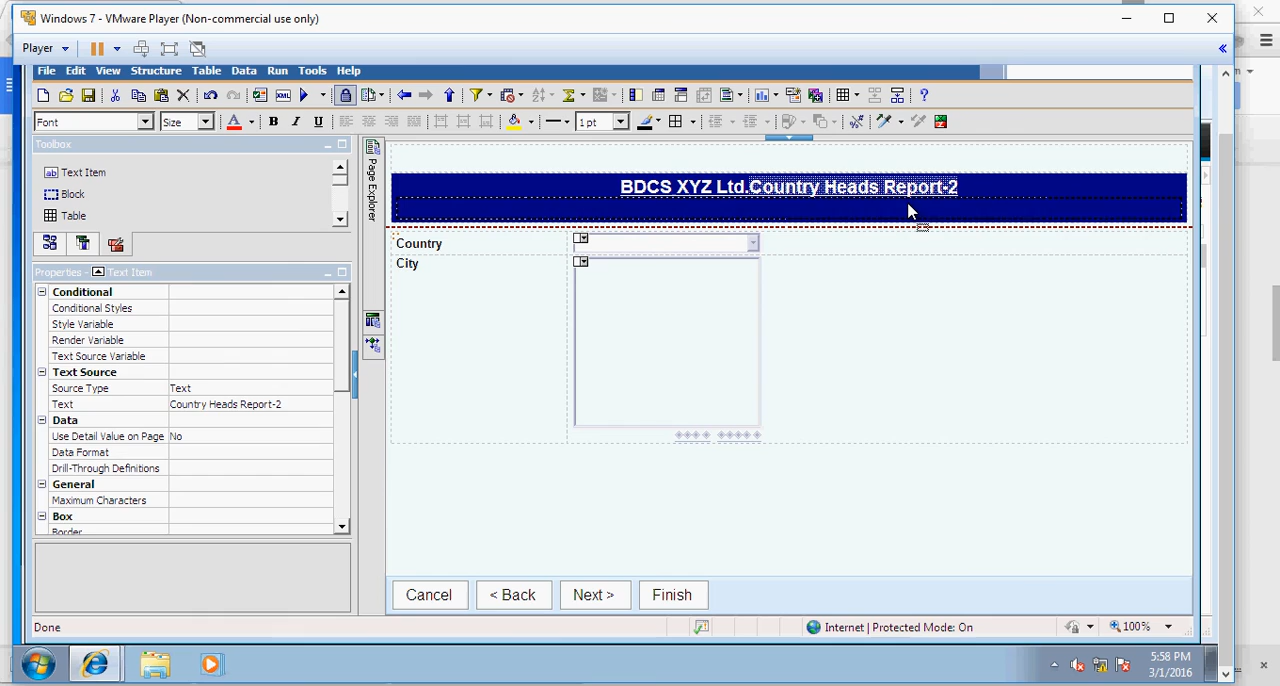 Windows 7 - VMware Player (Non-commercial use only)
Player
File Edit View Structure Table Data Run Tools Help
Font Size B I U 1 pt
Toolbox
Text Item
Block
Table
Page Explorer
Properties - Text Item
Conditional
Conditional Styles
Style Variable
Render Variable
Text Source Variable
Text Source
Source Type Text
Text Country Heads Report-2
Data
Use Detail Value on Page No
Data Format
Drill-Through Definitions
General
Maximum Characters
Box
Border
BDCS XYZ Ltd.Country Heads Report-2
Country
City
Cancel < Back Next > Finish
Done Internet | Protected Mode: On 100%
5:58 PM
3/1/2016